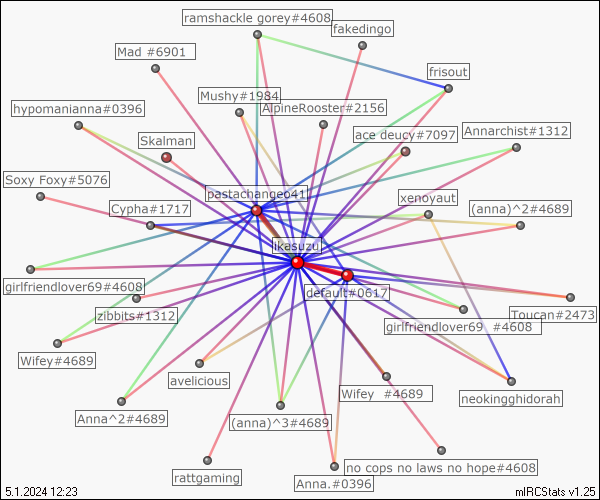 ramshackle gorey#4608
fakedingo
Mad #6901
frisout
Mushy#1984
AlpineRooster#2156
hypomanianna#0396
ace deucy#7097
Annarchist#1312
Skalman
Soxy Foxy#5076
pastachangeo41
xenoyaut
Cypha#1717
(anna)^2#4689
ikasuzu
girlfriendlover69#4608
default#0617
zibbits#1312
Toucan#2473
girlfriendlover69 #4608
Wifey#4689
avelicious
Wifey #4689
neokingghidorah
Anna^2#4689
(anna)^3#4689
no cops no laws no hope#4608
rattgaming
Anna.#0396
5.1.2024 12:23
mIRCStats v1.25